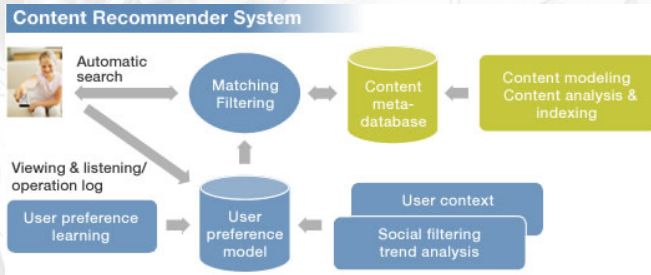 Content Recommender System
Automatic
search
Matching
Filtering
Content
meta-
database
Content modeling
Content analysis &
indexing
Viewing & listening/
operation log
User preference
learning
User
preference
model
User context
Social filtering
trend analysis